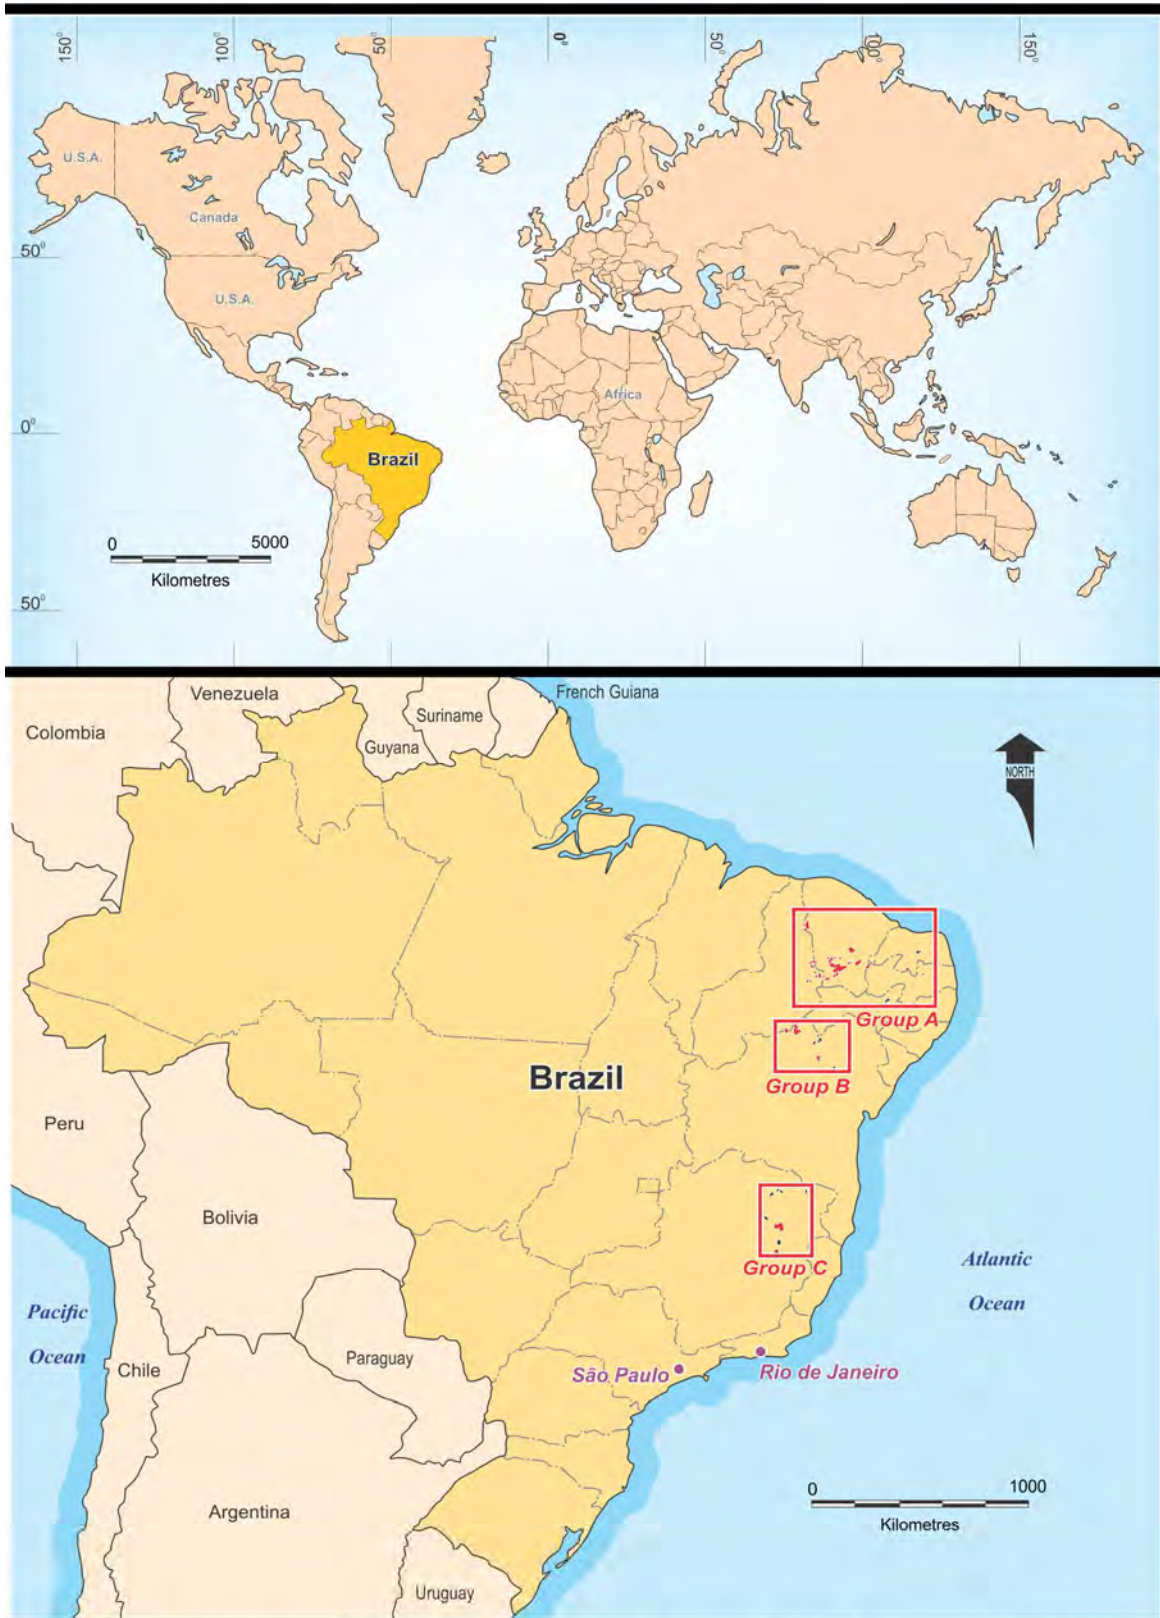 150°
100°
50°
0°
50°
100°
150°
U.S.A.
Canada
50°
U.S.A.
Africa
0°
Brazil
0 5000
Kilometres
50°
Venezuela
French Guiana
Suriname
Colombia
Guyana
NORTH
Group A
Brazil
Group B
Peru
Bolivia
Group C
Atlantic
Ocean
Pacific
Ocean
Chile
Paraguay
São Paulo
Rio de Janeiro
0 1000
Kilometres
Argentina
Uruguay